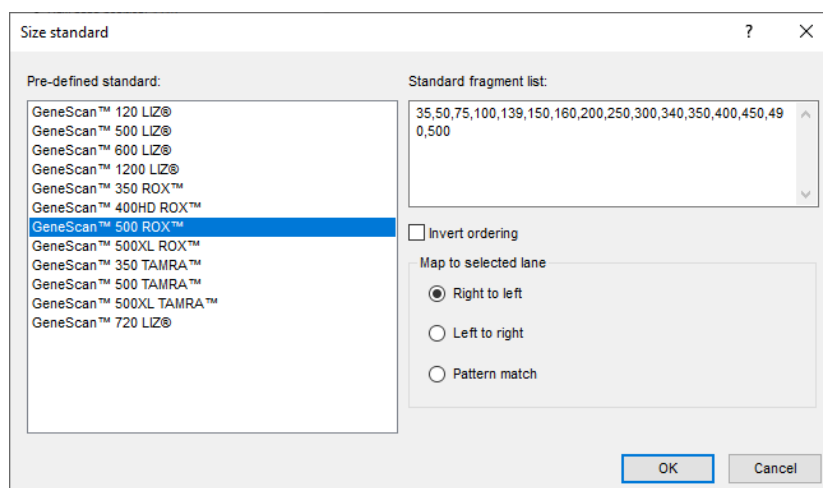 Size standard
?
Pre-defined standard:
GeneScan™ 120 LIZ®
GeneScan™ 500 LIZ®
GeneScan™ 600 LIZ®
GeneScan™ 1200 LIZ®
GeneScan™ 350 ROX™
GeneScan™ 400HD ROX™
GeneScan™ 500 ROX™
GeneScan™ 500XL ROX™
GeneScan™ 350 TAMRA™
GeneScan™ 500 TAMRA™
GeneScan™ 500XL TAMRA™
GeneScan™ 720 LIZ®
Standard fragment list:
35,50,75,100,139,150,160,200,250,300,340,350,400,450,49
0,500
Invert ordering
Map to selected lane
Right to left
Left to right
Pattern match
OK
Cancel